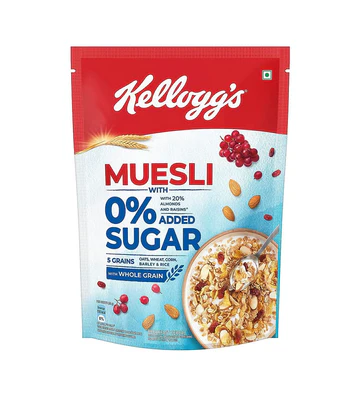 Kellogg's
MUESLI
WITH
0%
WITH 20%
ALMONDS
AND RAISINS*
ADDED
SUGAR
5 GRAINS
OATS, WHEAT, CORN,
BARLEY & RICE
WITH WHOLE GRAIN